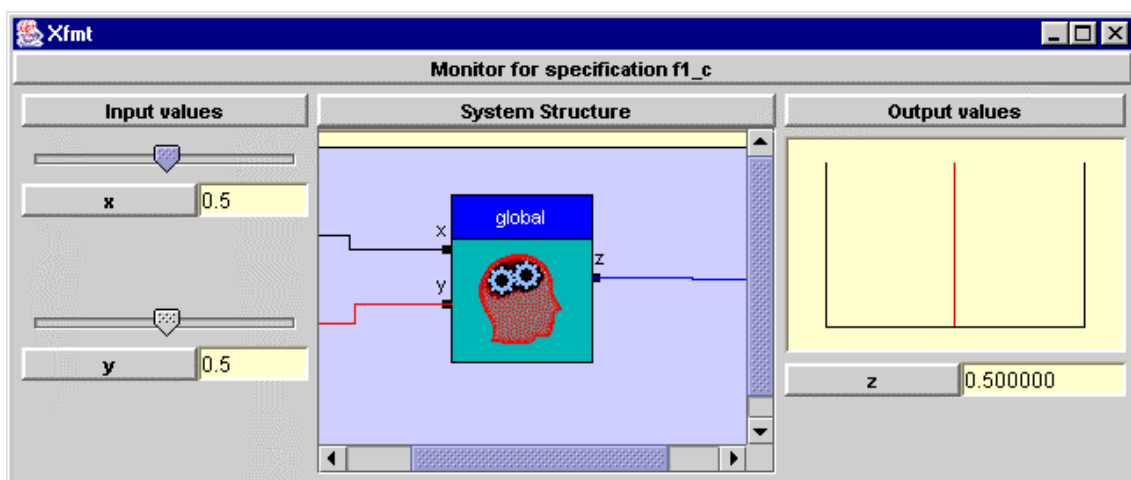 Xfmt
Monitor for specification f1_c
Input values
System Structure
Output values
x
0.5
y
0.5
global
x
y
z
z
0.500000